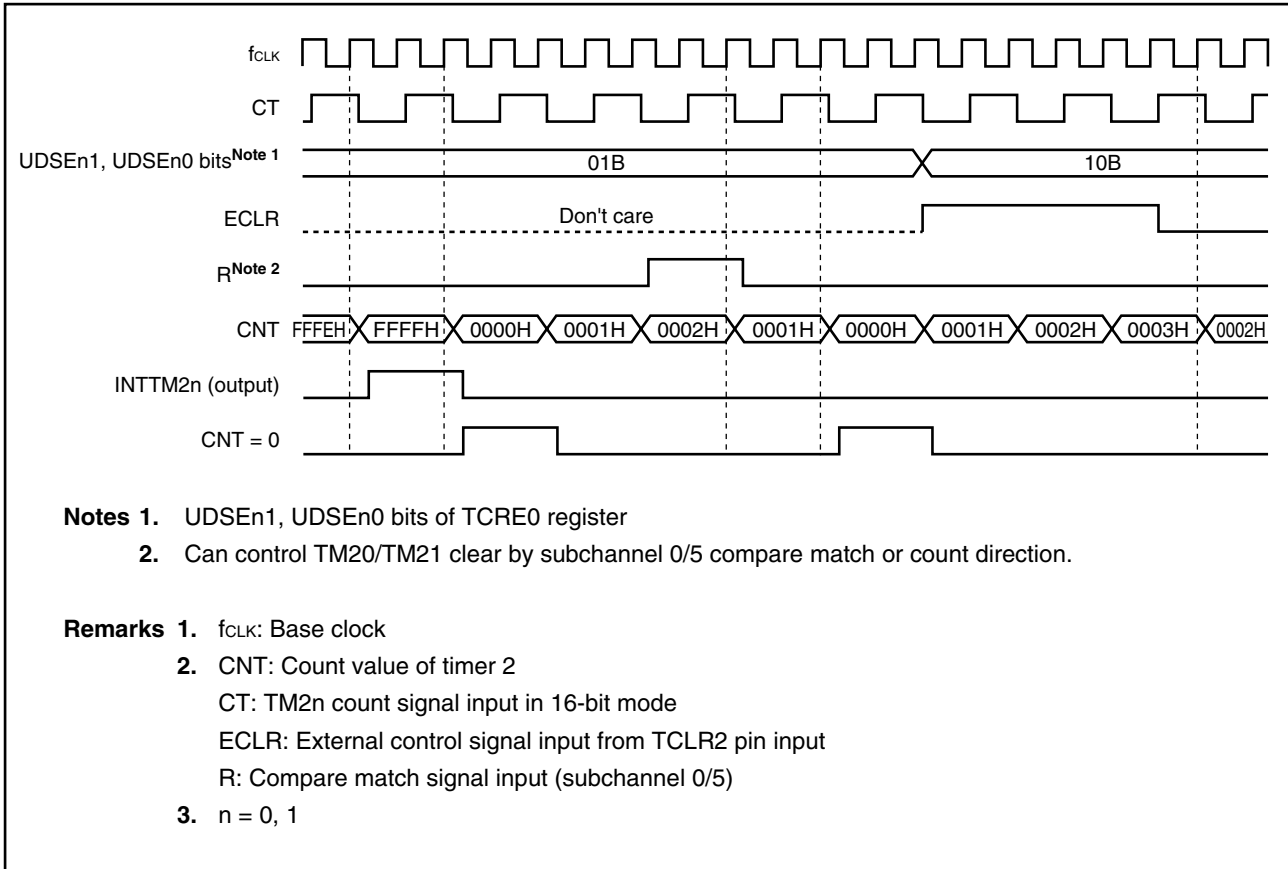 fCLK
CT
UDSEn1, UDSEn0 bitsNote 1 01B 10B
ECLR Don't care
RNote 2
CNT FFFEH FFFFH 0000H 0001H 0002H 0001H 0000H 0001H 0002H 0003H 0002H
INTTM2n (output)
CNT = 0
Notes 1. UDSEn1, UDSEn0 bits of TCRE0 register
2. Can control TM20/TM21 clear by subchannel 0/5 compare match or count direction.
Remarks 1. fCLK: Base clock
2. CNT: Count value of timer 2
CT: TM2n count signal input in 16-bit mode
ECLR: External control signal input from TCLR2 pin input
R: Compare match signal input (subchannel 0/5)
3. n = 0, 1